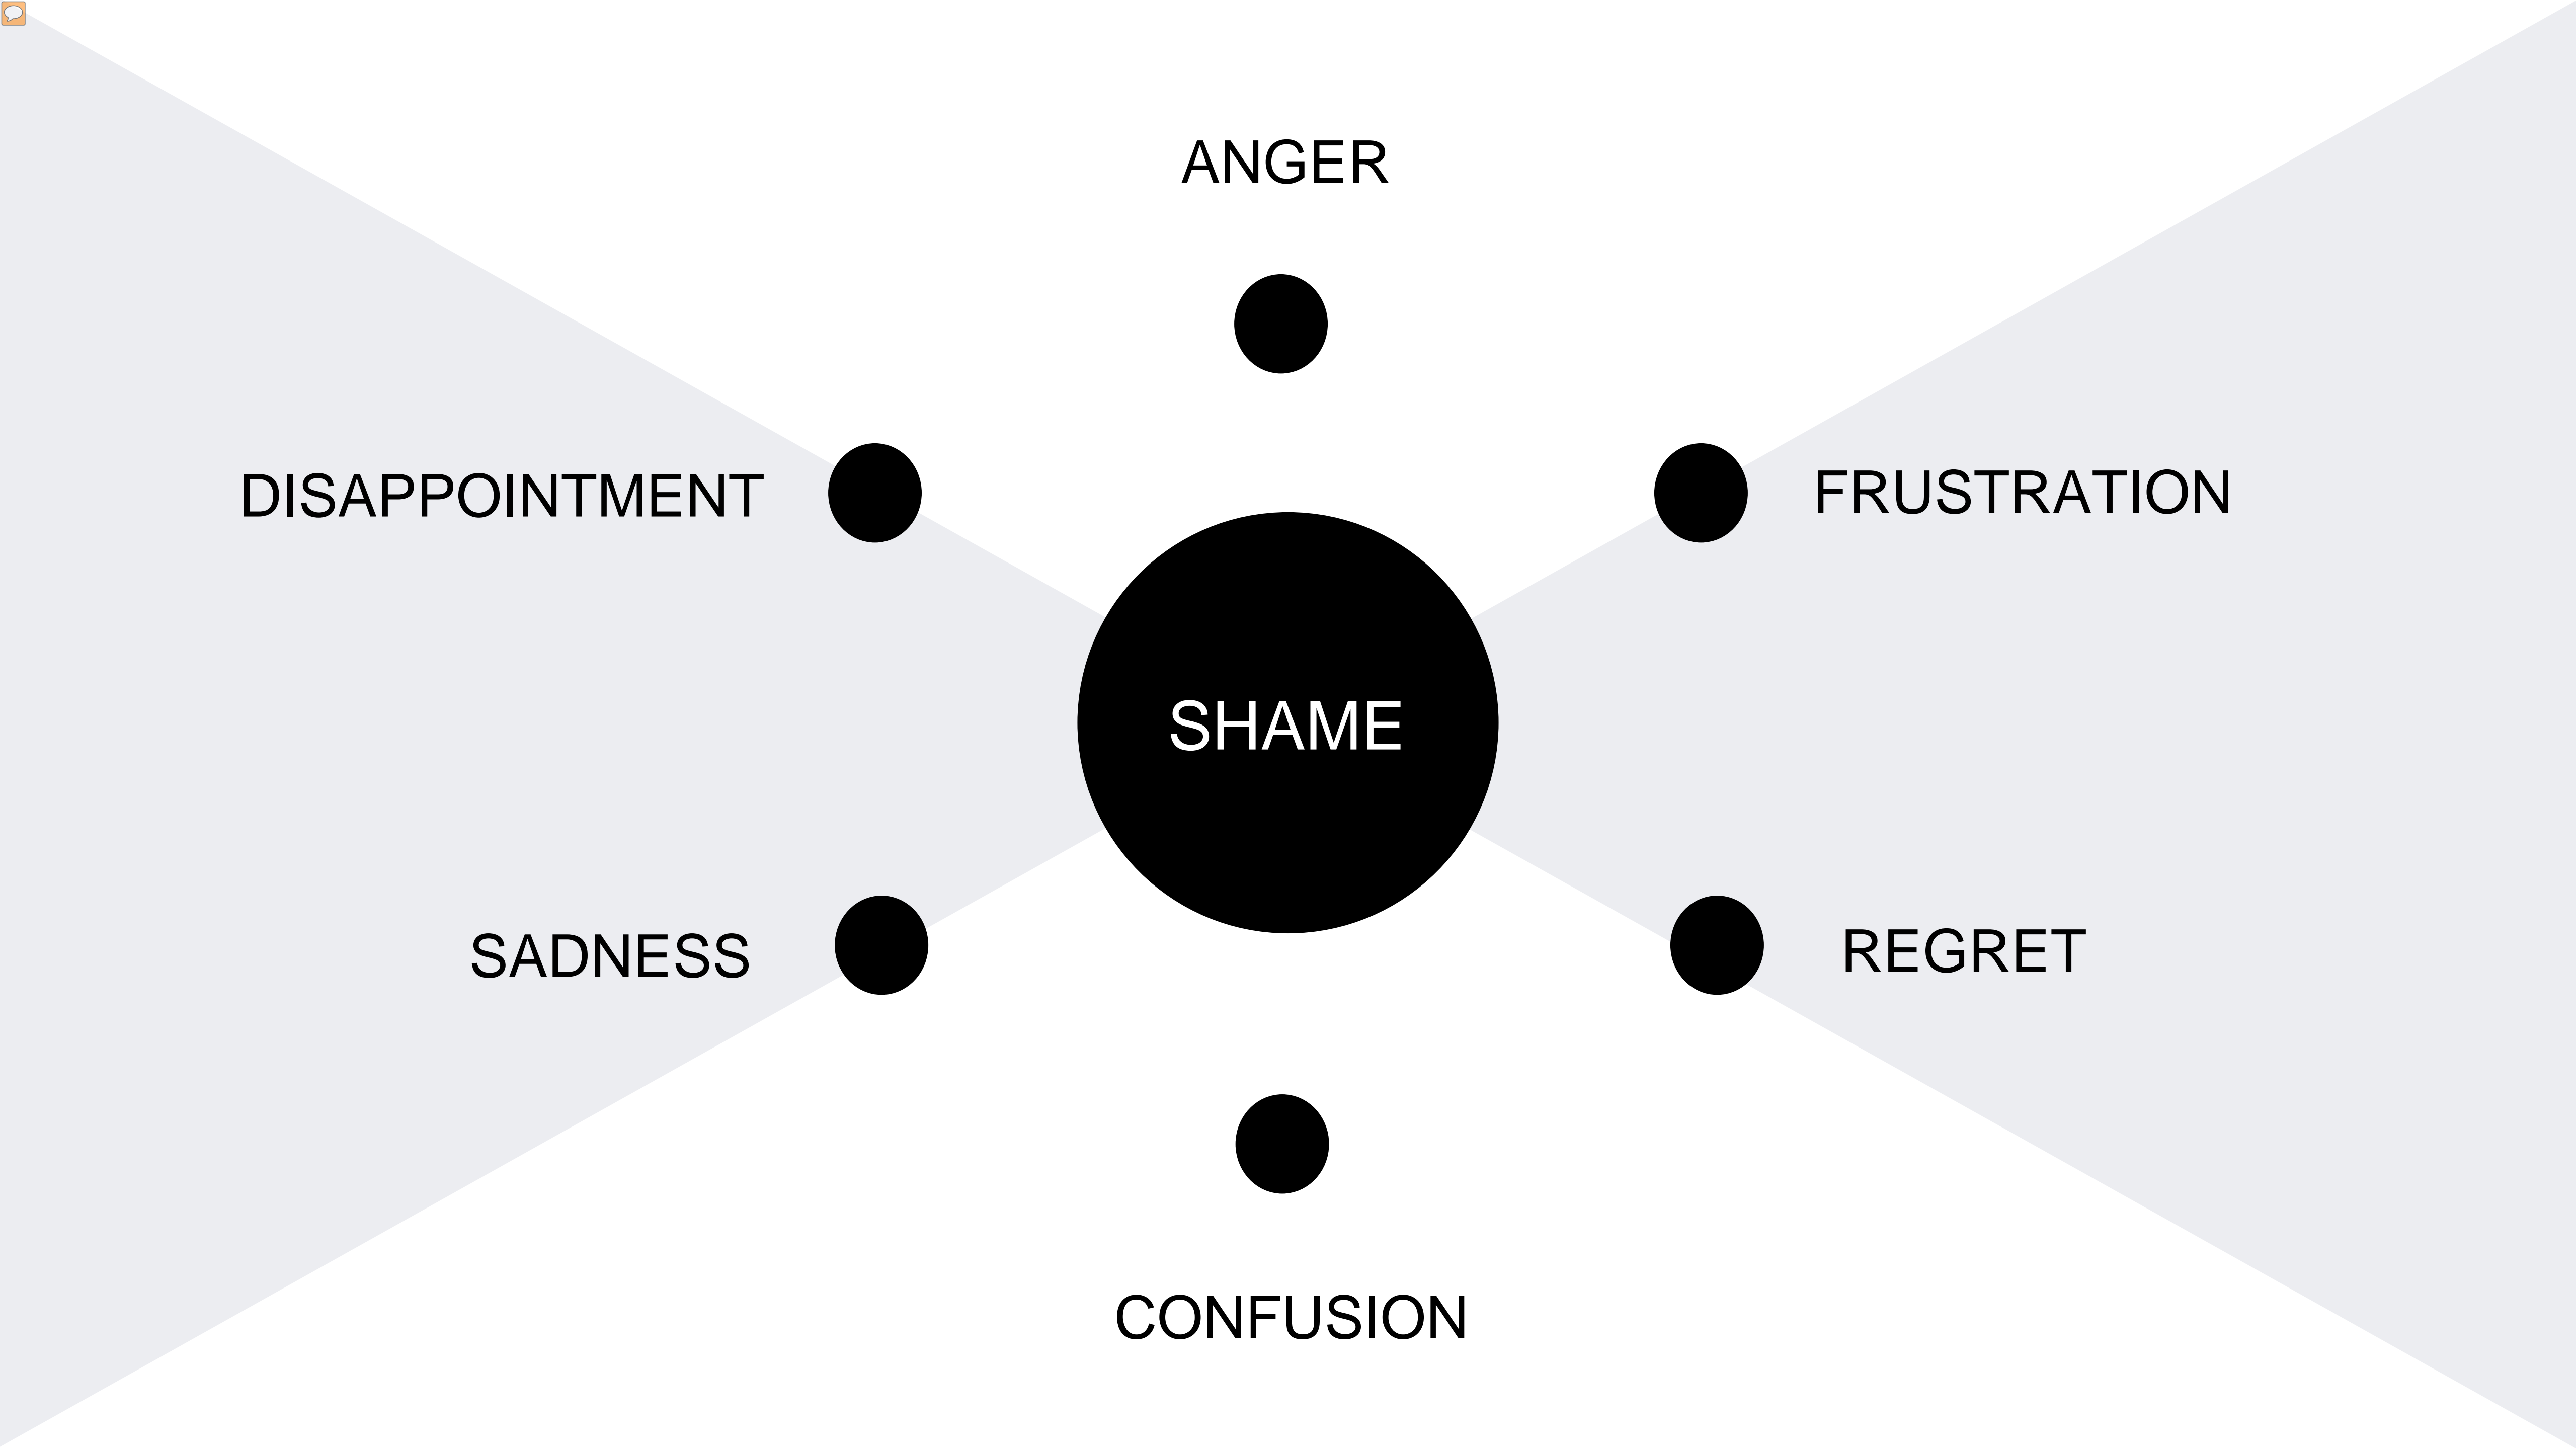 ANGER
DISAPPOINTMENT
FRUSTRATION
SHAME
SADNESS
REGRET
CONFUSION